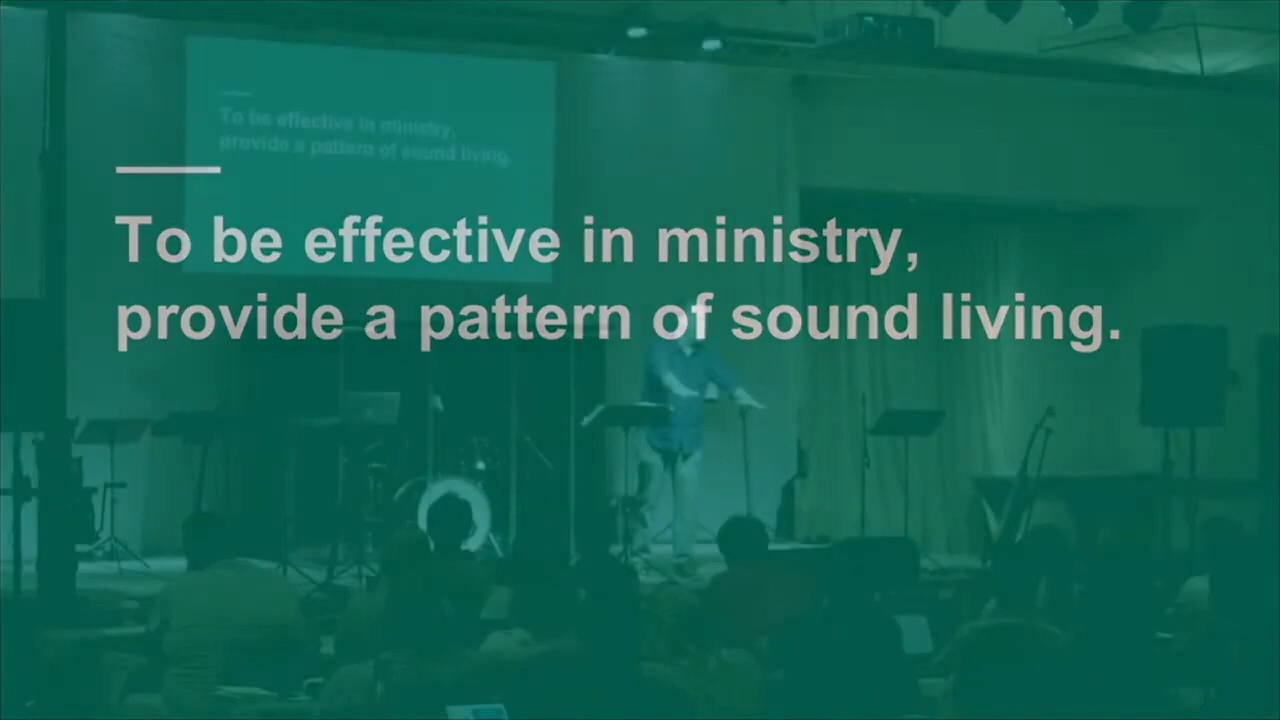 To be effective in ministry,
provide a pattern of sound living.
To be effective in ministry,
provide a pattern of sound living.